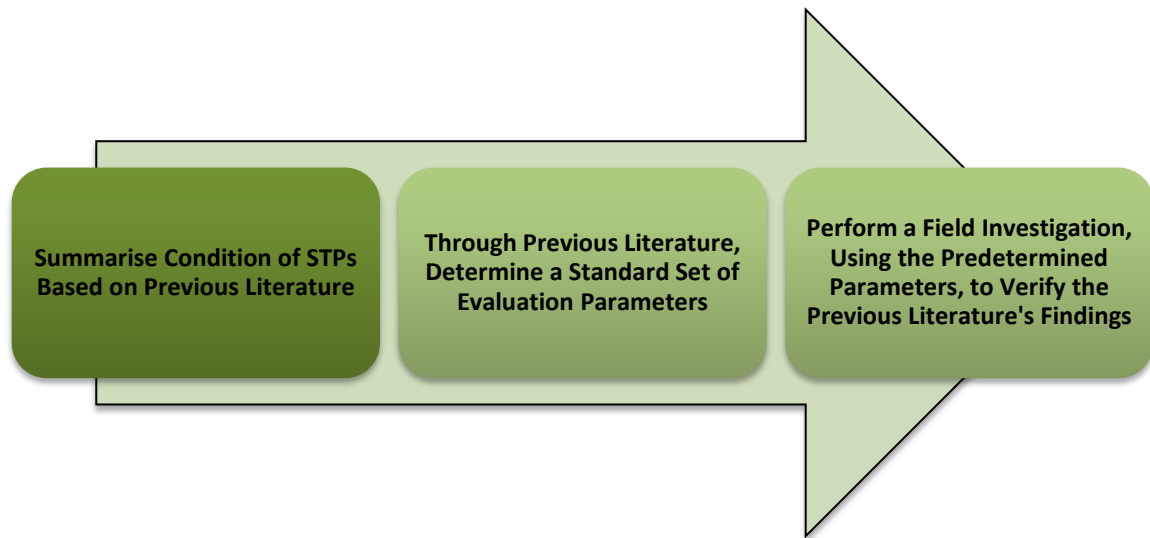 Summarise Condition of STPs
Based on Previous Literature
Through Previous Literature,
Determine a Standard Set of
Evaluation Parameters
Perform a Field Investigation,
Using the Predetermined
Parameters, to Verify the
Previous Literature's Findings